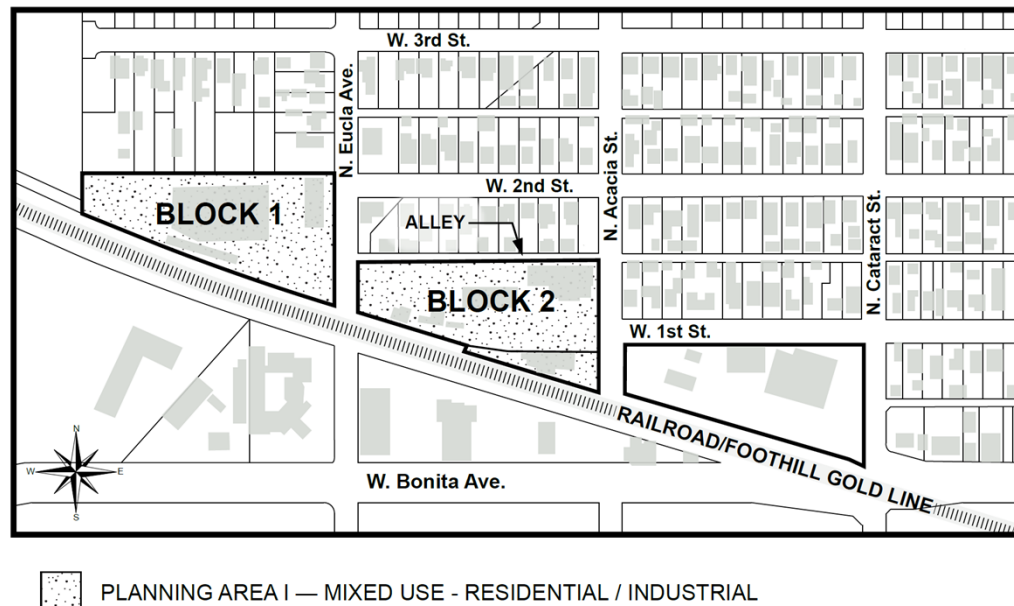 W. 3rd St.
N. Eucla Ave.
N. Acacia St.
W. 2nd St.
N. Cataract St.
BLOCK 1
ALLEY
BLOCK 2
W. 1st St.
RAILROAD/FOOTHILL GOLD LINE
N
W
E
S
W. Bonita Ave.
PLANNING AREA I — MIXED USE - RESIDENTIAL / INDUSTRIAL